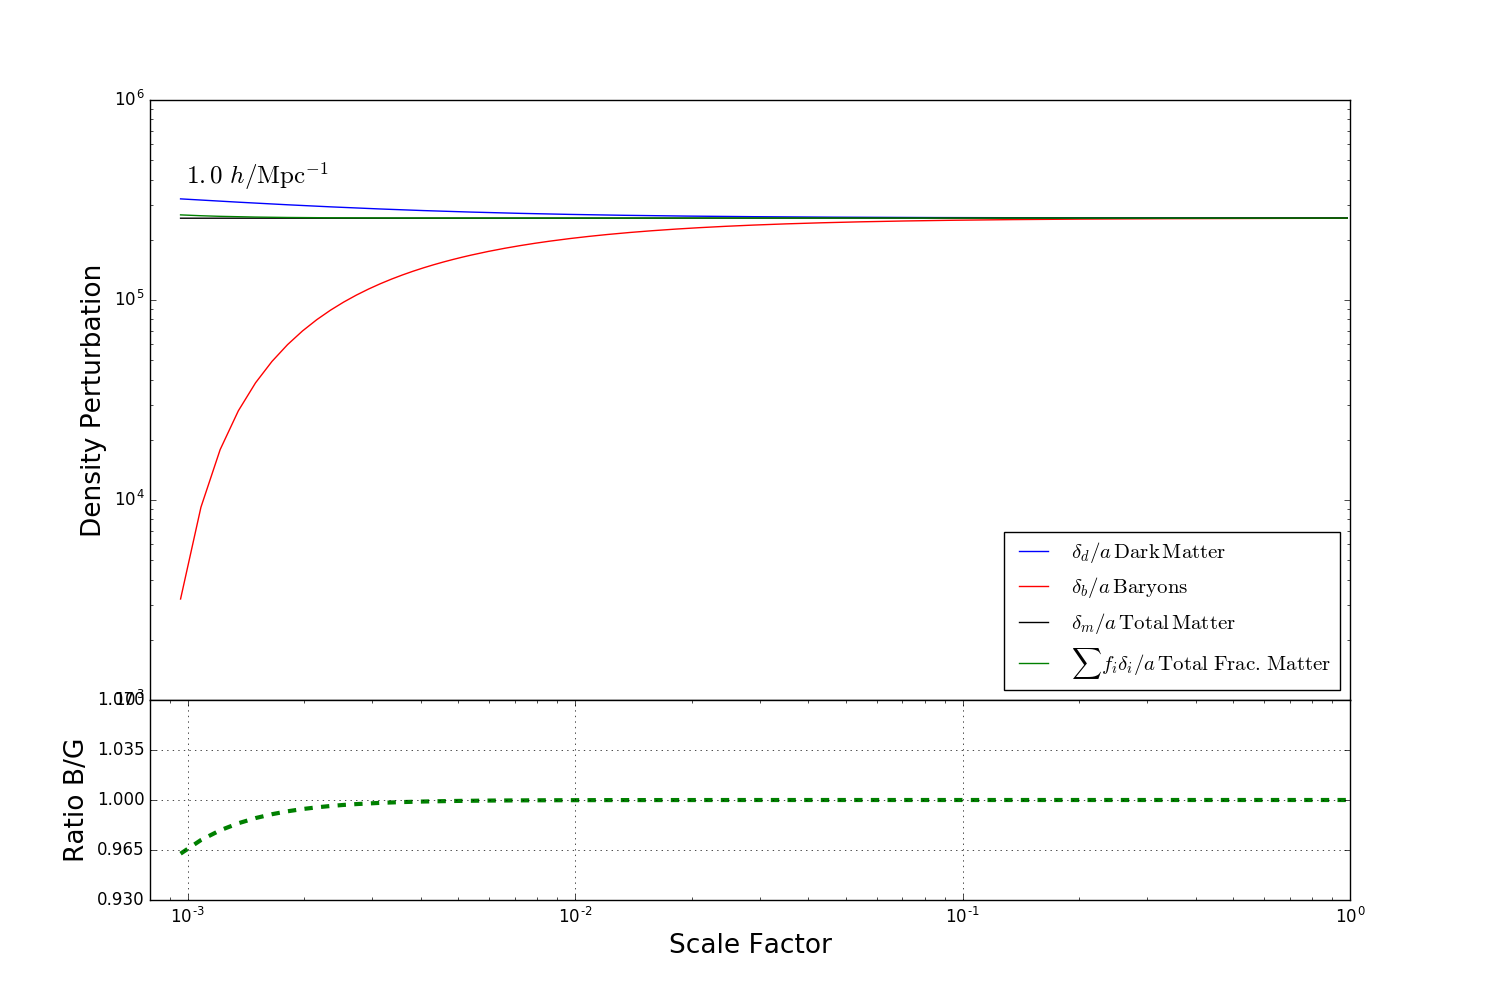 10^6
1.0 h/Mpc^{-1}
10^5
10^4
10^3
Density Perturbation
δ_d/a Dark Matter
δ_b/a Baryons
δ_m/a Total Matter
∑f_iδ_i/a Total Frac. Matter
1.070
1.035
1.000
0.965
0.930
Ratio B/G
10^{-3} 10^{-2} 10^{-1} 10^0
Scale Factor